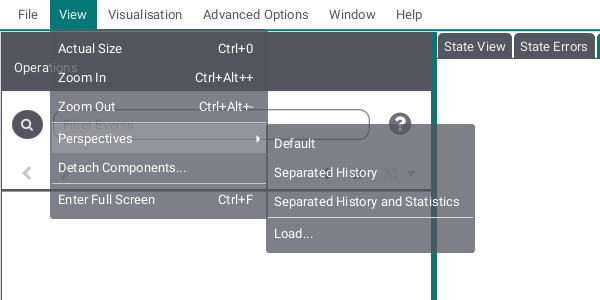 File View Visualisation Advanced Options Window Help
State View State Errors
Operations
Actual Size Ctrl+0
Zoom In Ctrl+Alt++
Zoom Out Ctrl+Alt+-
Filter Events
Perspectives
Detach Components...
Enter Full Screen Ctrl+F
Default
Separated History
Separated History and Statistics
Load...